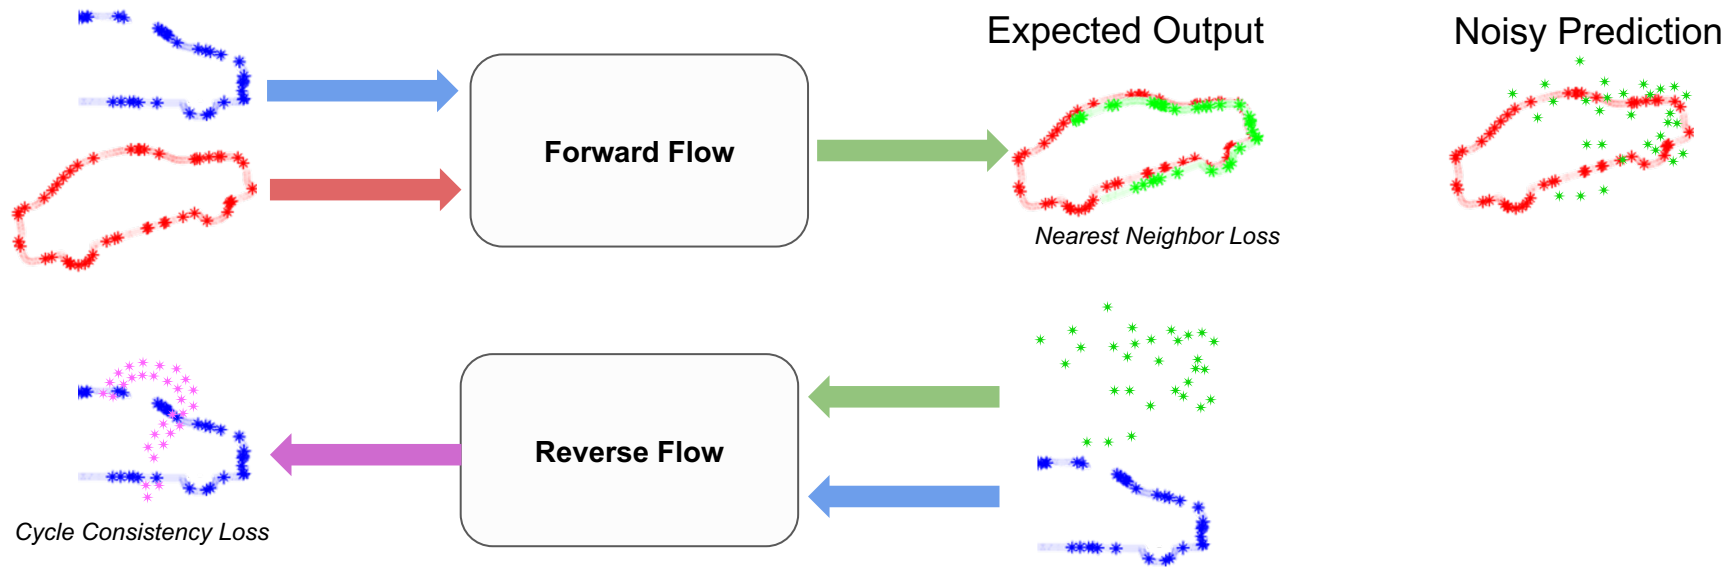 Expected Output
Noisy Prediction
Forward Flow
Nearest Neighbor Loss
Reverse Flow
Cycle Consistency Loss